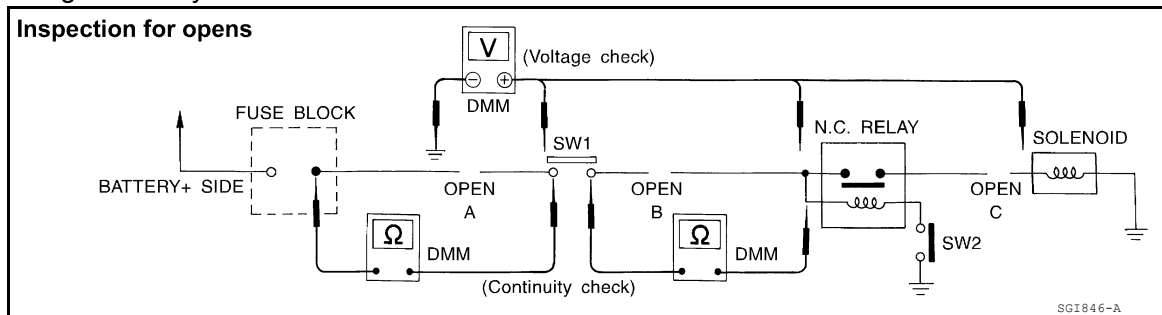 Inspection for opens
V
(Voltage check)
DMM
FUSE BLOCK
N.C. RELAY
SW1
SOLENOID
BATTERY+ SIDE
OPEN
A
OPEN
B
OPEN
C
Ω
DMM
Ω
DMM
SW2
(Continuity check)
SGI846-A